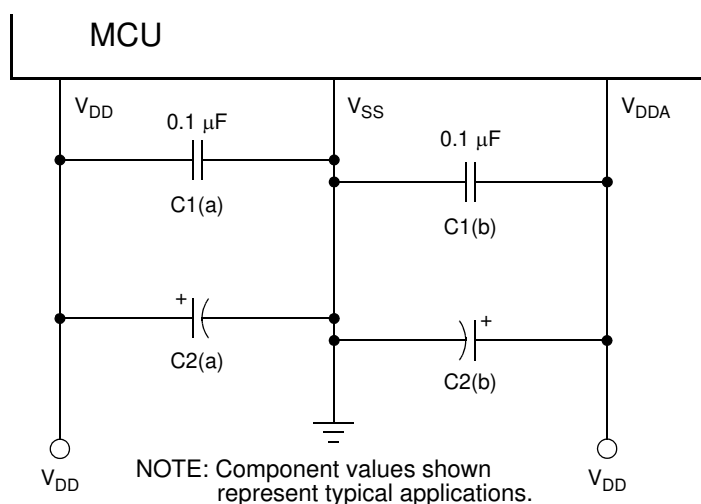 MCU
V_DD
V_SS
V_DDA
0.1 μF
0.1 μF
C1(a)
C1(b)
+
+
C2(a)
C2(b)
V_DD
V_DD
NOTE: Component values shown
represent typical applications.